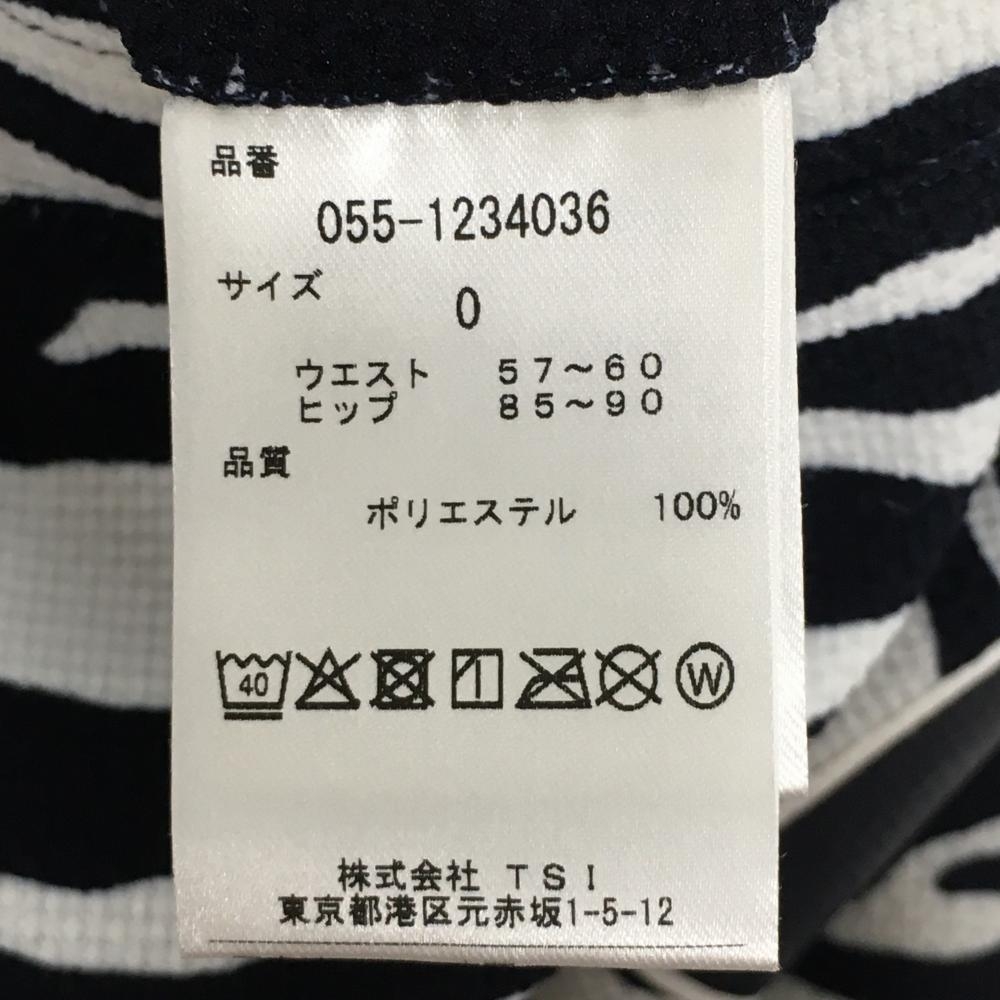 品番
055-1234036
サイズ
0
ウエスト 57～60
ヒップ 85～90
品質
ポリエステル 100%
40 W
株式会社 TSI
東京都港区元赤坂1-5-12